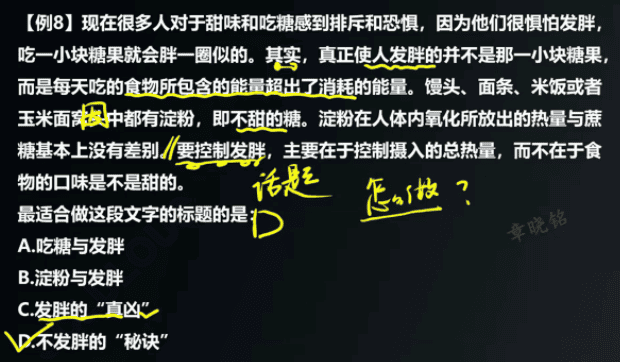 【例8】现在很多人对于甜味和吃糖感到排斥和恐惧，因为他们很惧怕发胖，
吃一小块糖果就会胖一圈似的。其实，真正使人发胖的并不是那一小块糖果，
而是每天吃的食物所包含的能量超出了消耗的能量。馒头、面条、米饭或者
玉米面窝中都有淀粉，即不甜的糖。淀粉在人体内氧化所放出的热量与蔗
糖基本上没有差别。要控制发胖，主要在于控制摄入的总热量，而不在于食
物的口味是不是甜的。
话题 怎么做？
最适合做这段文字的标题的是：
D
章晓铭
A.吃糖与发胖
B.淀粉与发胖
C.发胖的“真凶”
D.不发胖的“秘诀”